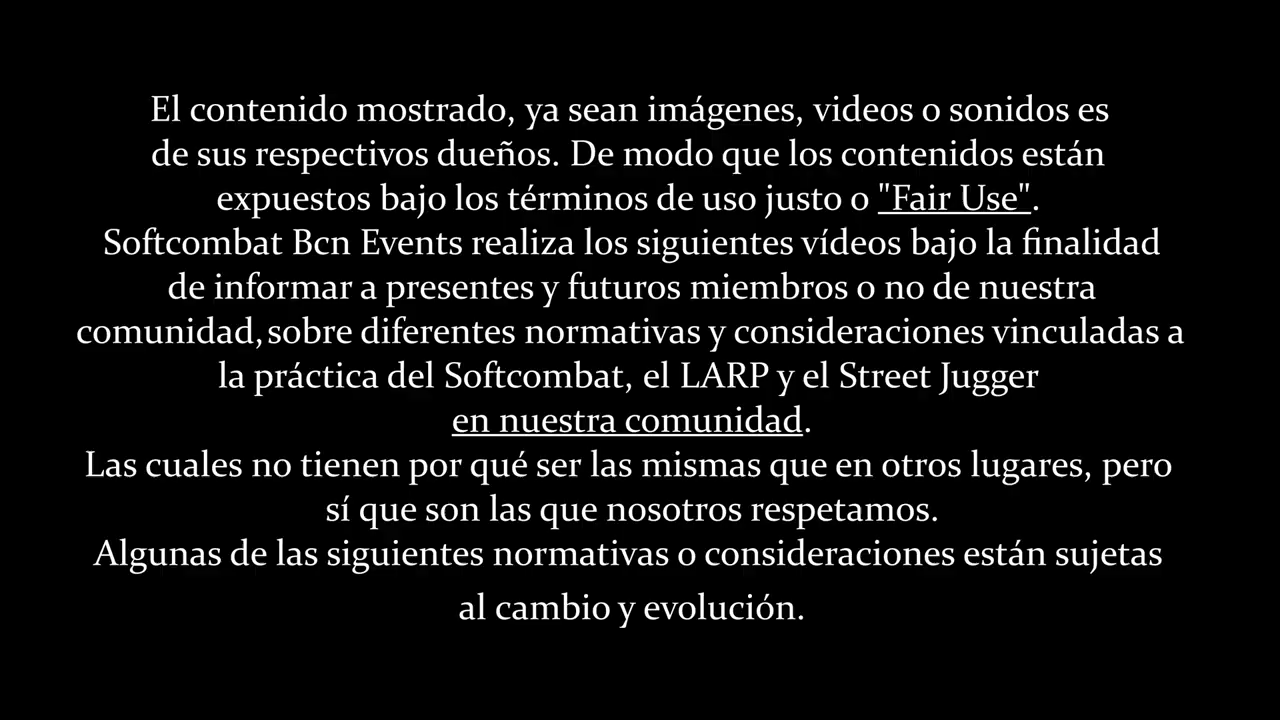 El contenido mostrado, ya sean imágenes, videos o sonidos es
de sus respectivos dueños. De modo que los contenidos están
expuestos bajo los términos de uso justo o "Fair Use".
Softcombat Bcn Events realiza los siguientes vídeos bajo la finalidad
de informar a presentes y futuros miembros o no de nuestra
comunidad, sobre diferentes normativas y consideraciones vinculadas a
la práctica del Softcombat, el LARP y el Street Jugger
en nuestra comunidad.
Las cuales no tienen por qué ser las mismas que en otros lugares, pero
sí que son las que nosotros respetamos.
Algunas de las siguientes normativas o consideraciones están sujetas
al cambio y evolución.